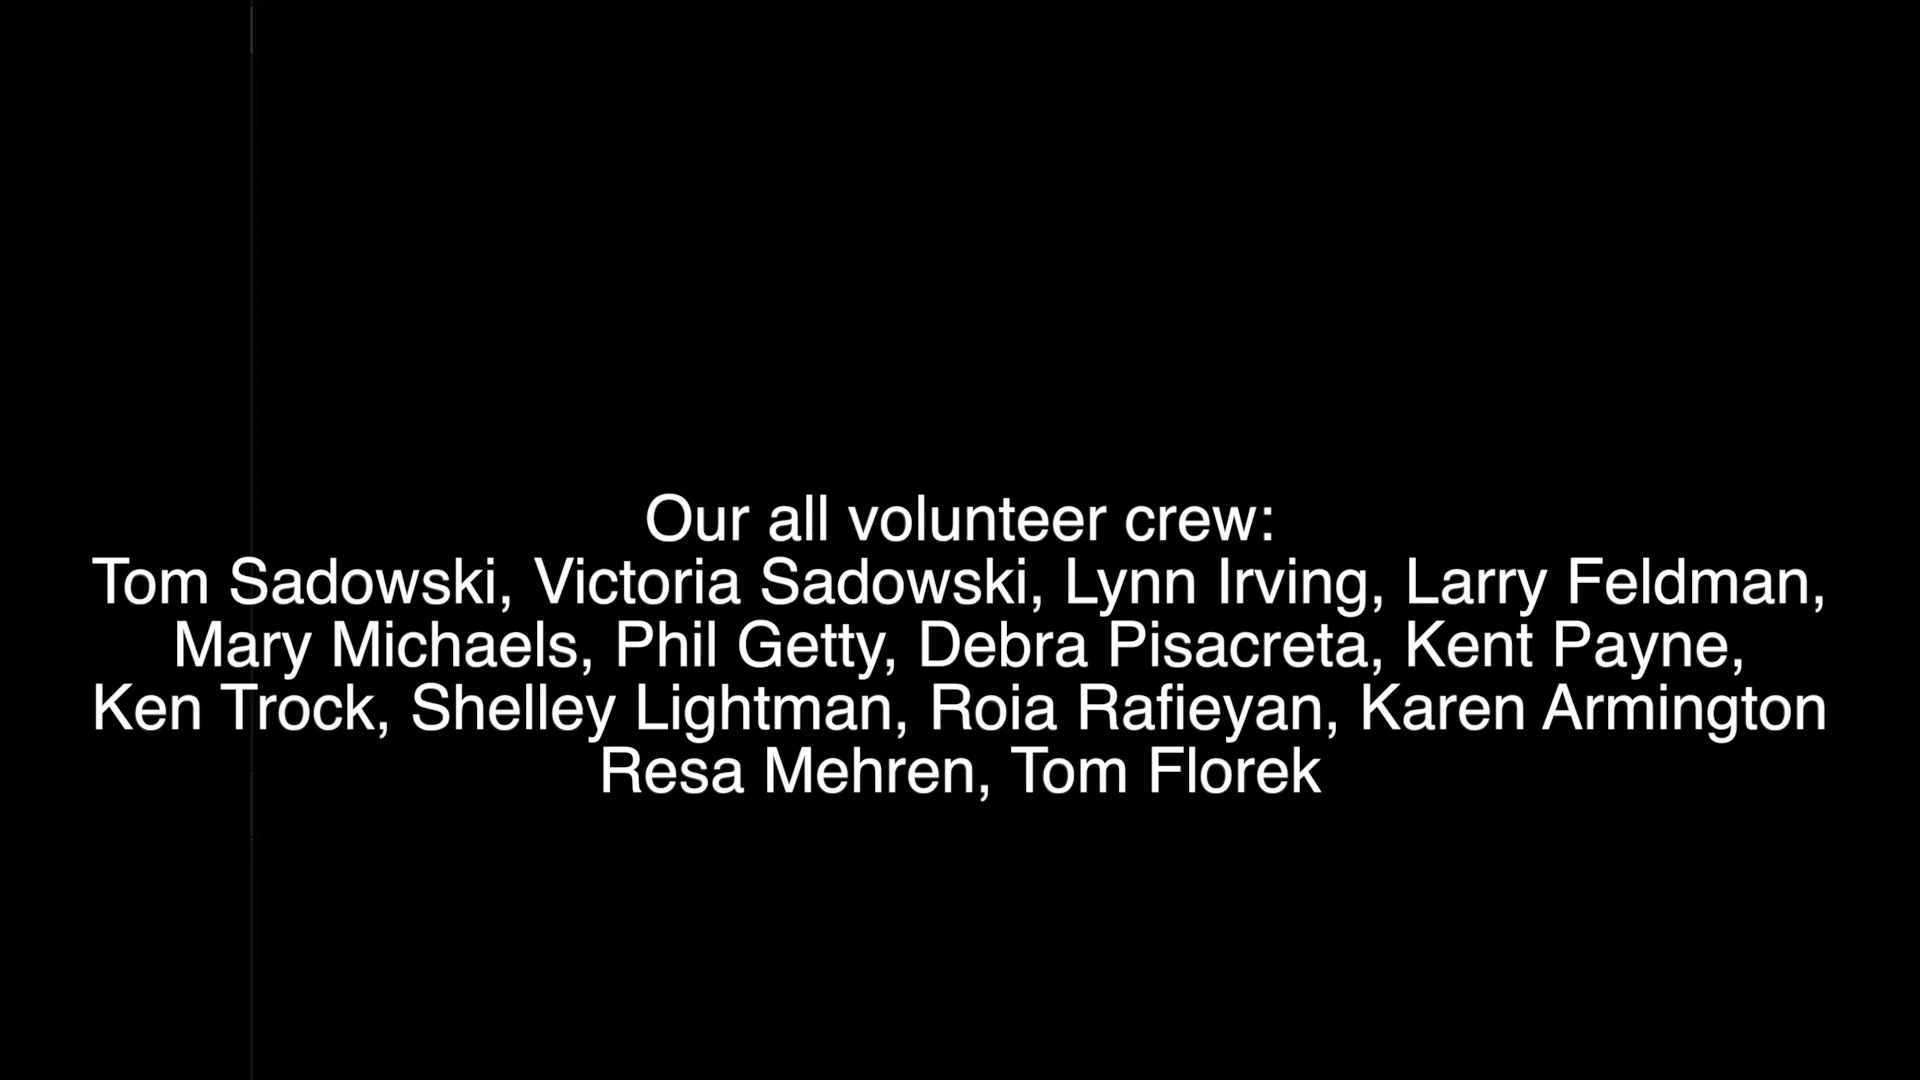 Our all volunteer crew:
Tom Sadowski, Victoria Sadowski, Lynn Irving, Larry Feldman,
Mary Michaels, Phil Getty, Debra Pisacreta, Kent Payne,
Ken Trock, Shelley Lightman, Roia Rafieyan, Karen Armington
Resa Mehren, Tom Florek